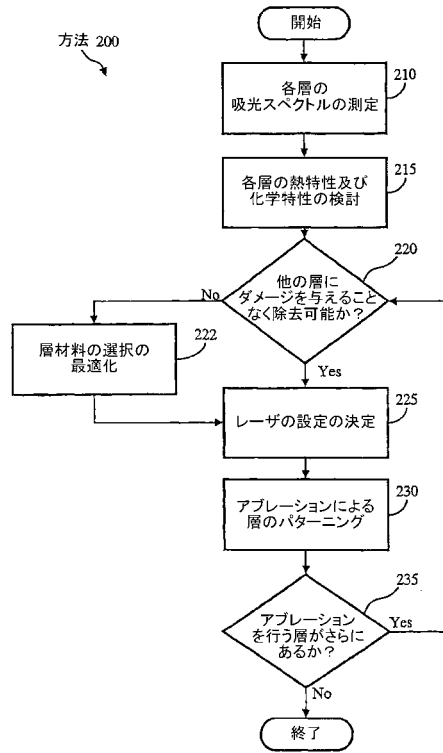 方法 200
開始
各層の
吸光スペクトルの測定
210
各層の熱特性及び
化学特性の検討
215
他の層に
ダメージを与えること
なく除去可能か?
220
No
Yes
層材料の選択の
最適化
222
レーザの設定の決定
225
アブレーションによる
層のパターニング
230
アブレーション
を行う層がさらに
あるか?
235
Yes
No
終了